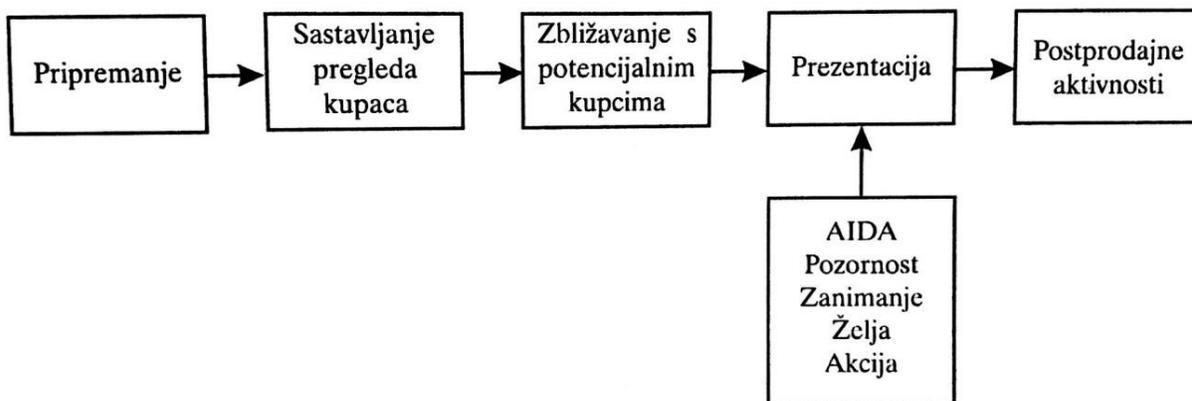 Pripremanje
Sastavljanje
pregleda
kupaca
Zbližavanje s
potencijalnim
kupcima
Prezentacija
Postprodajne
aktivnosti
AIDA
Pozornost
Zanimanje
Želja
Akcija